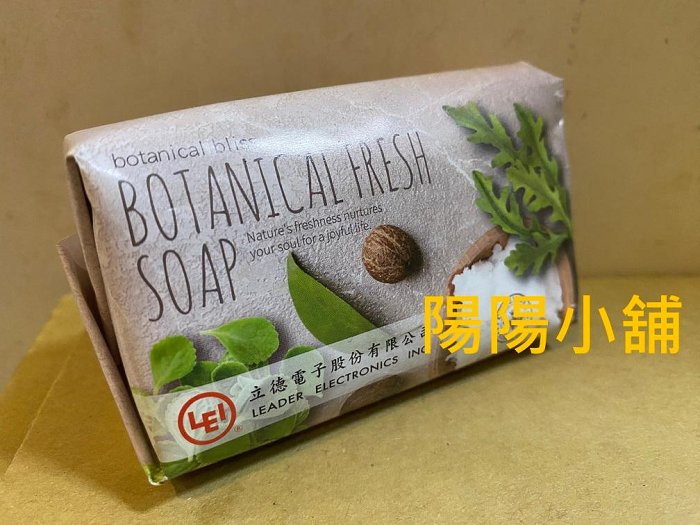 botanical bliss
BOTANICAL FRESH
SOAP
Nature's freshness nurtures
your soul for a joyful life.
陽陽小舖
立德電子股份有限公司
LEI
®
LEADER ELECTRONICS INC